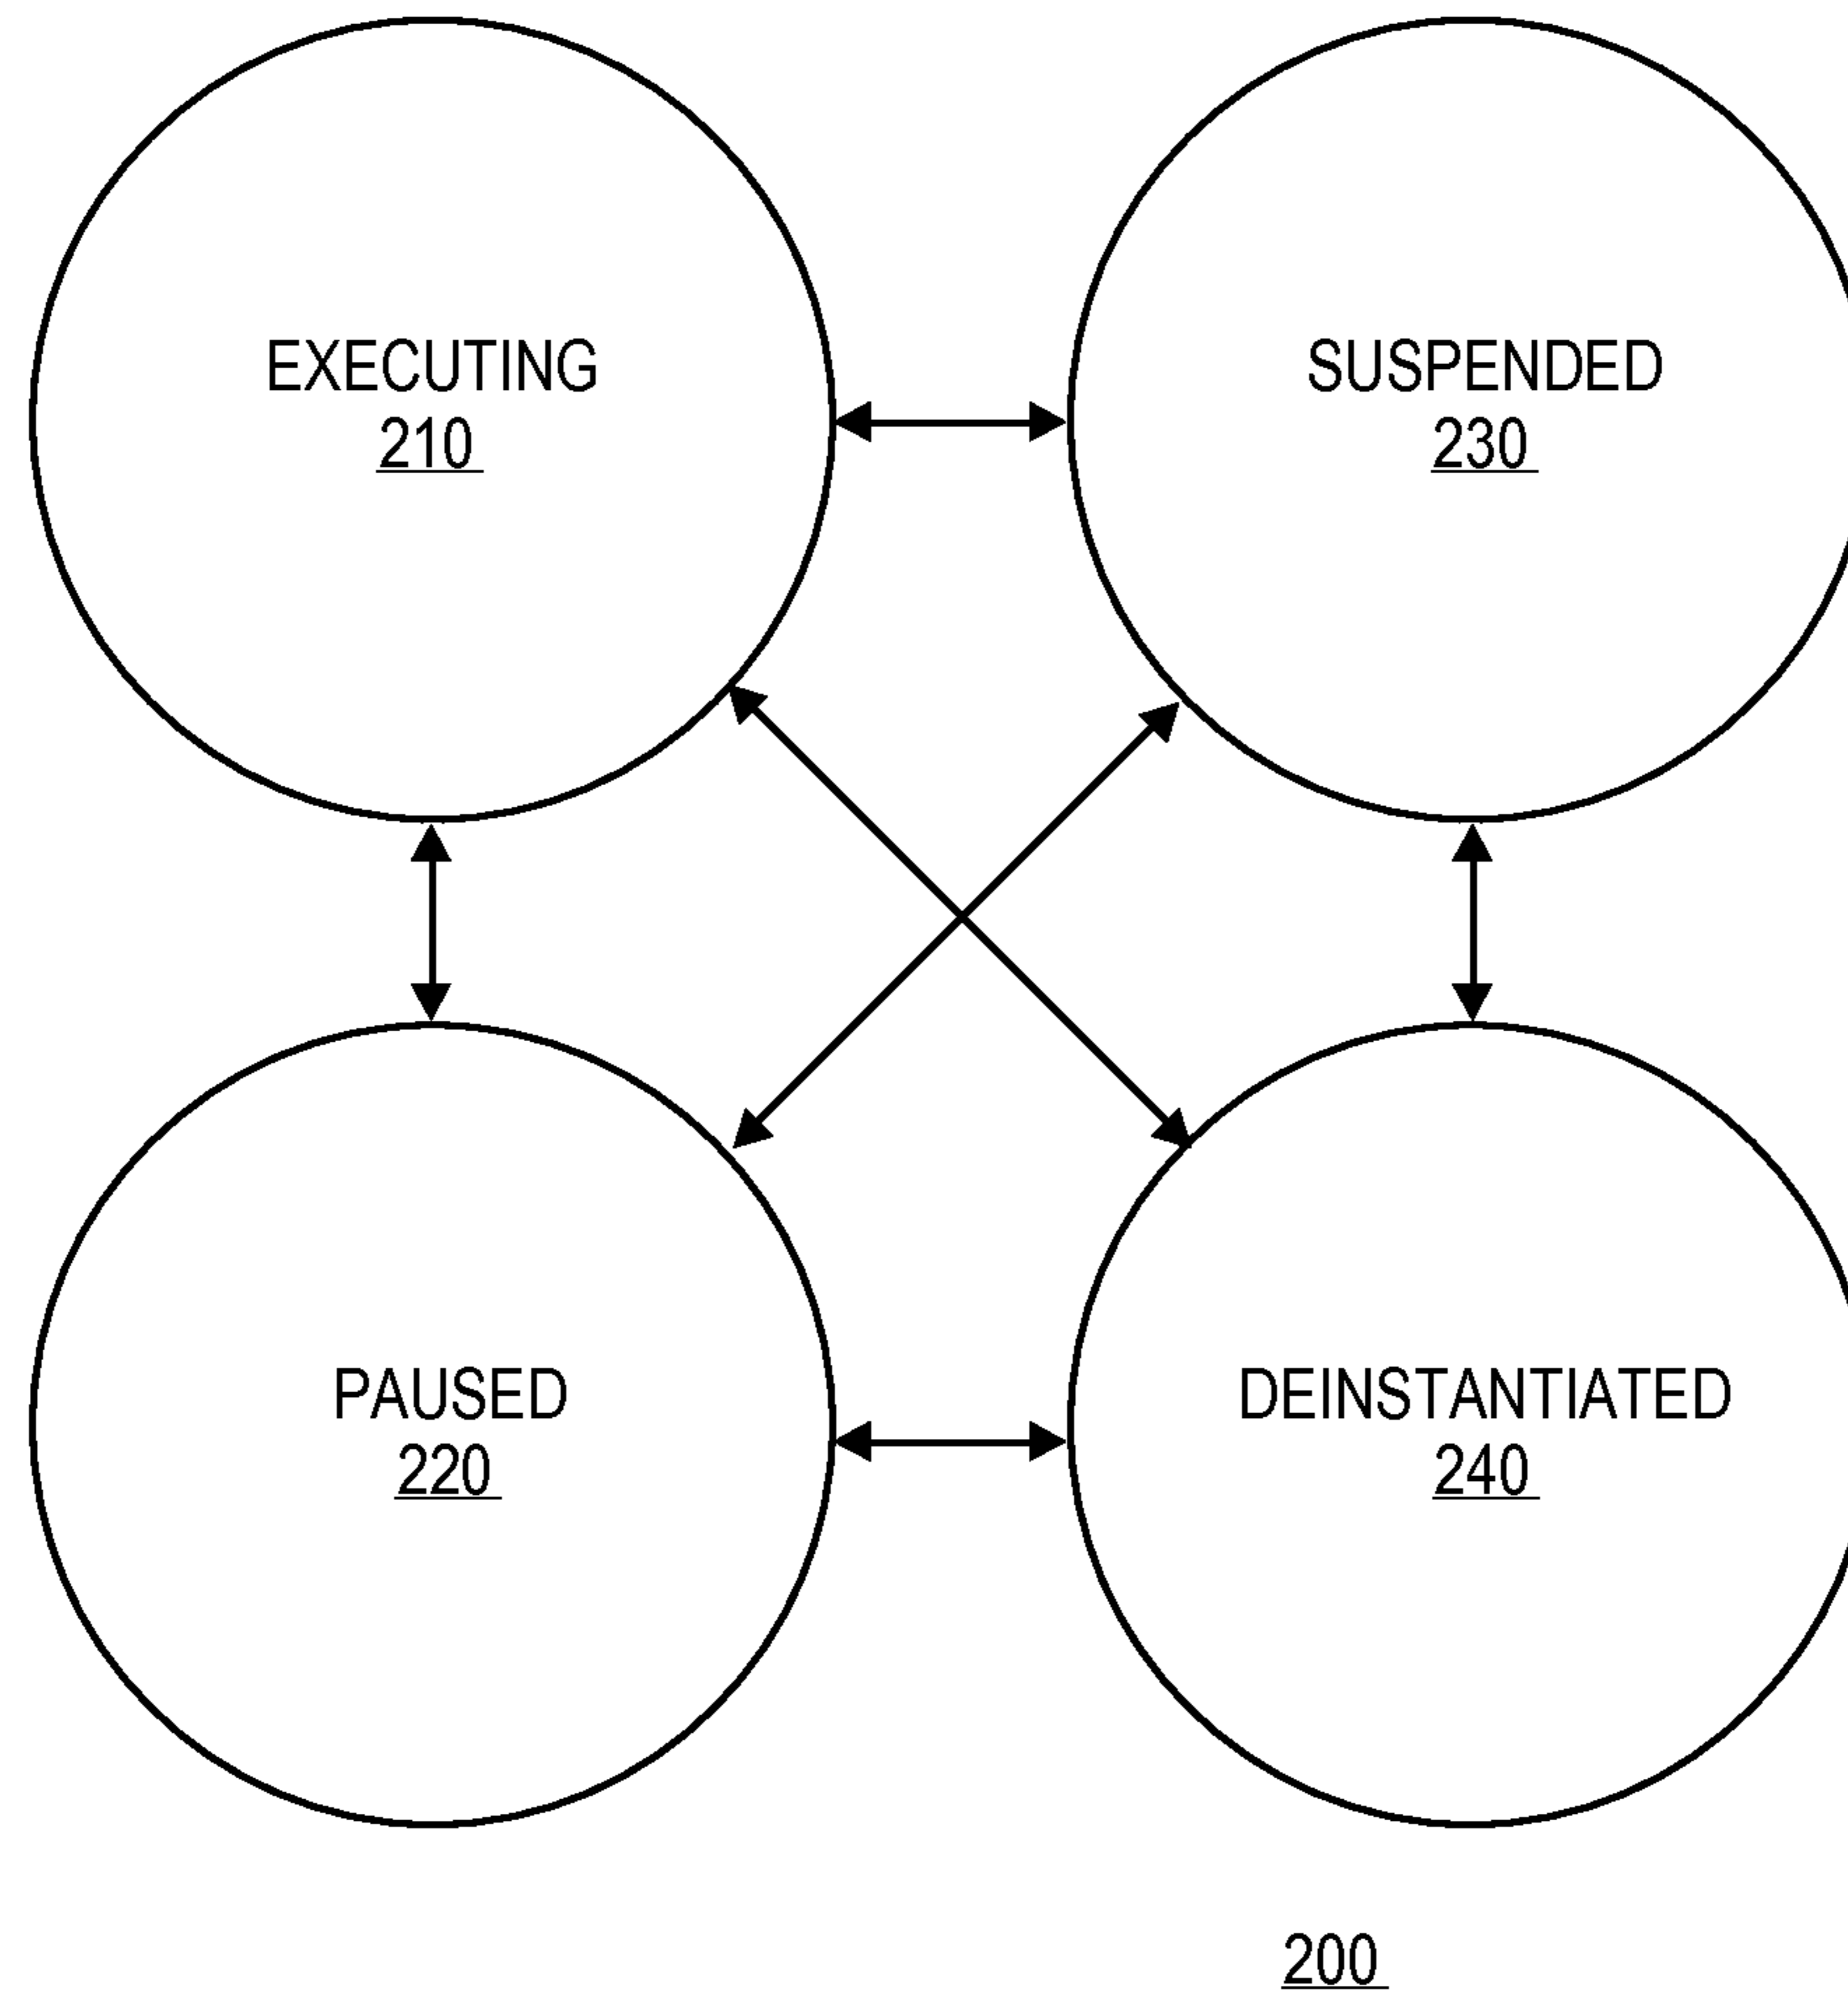 EXECUTING
210
SUSPENDED
230
PAUSED
220
DEINSTANTIATED
240
200